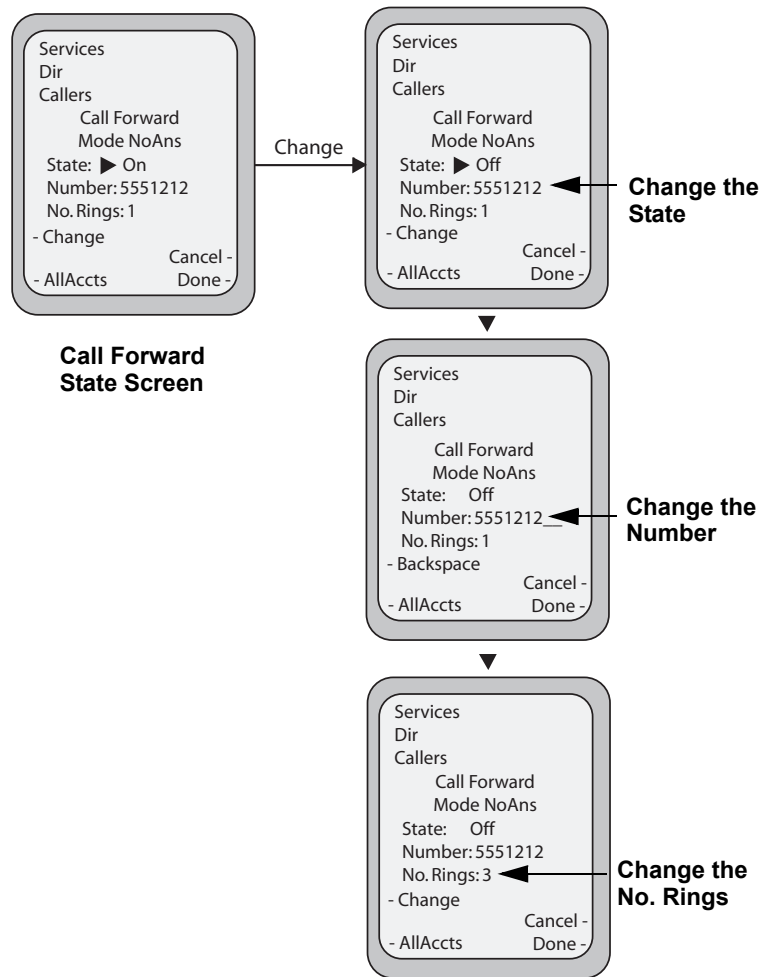 Services
Dir
Callers
Call Forward
Mode NoAns
State: ▶ On
Number: 5551212
No. Rings: 1
- Change
Cancel -
- AllAccts Done -
Call Forward
State Screen
Change
Services
Dir
Callers
Call Forward
Mode NoAns
State: ▶ Off
Number: 5551212
No. Rings: 1
- Change
Cancel -
- AllAccts Done -
Change the
State
Services
Dir
Callers
Call Forward
Mode NoAns
State: Off
Number: 5551212__
No. Rings: 1
- Backspace
Cancel -
- AllAccts Done -
Change the
Number
Services
Dir
Callers
Call Forward
Mode NoAns
State: Off
Number: 5551212
No. Rings: 3
- Change
Cancel -
- AllAccts Done -
Change the
No. Rings